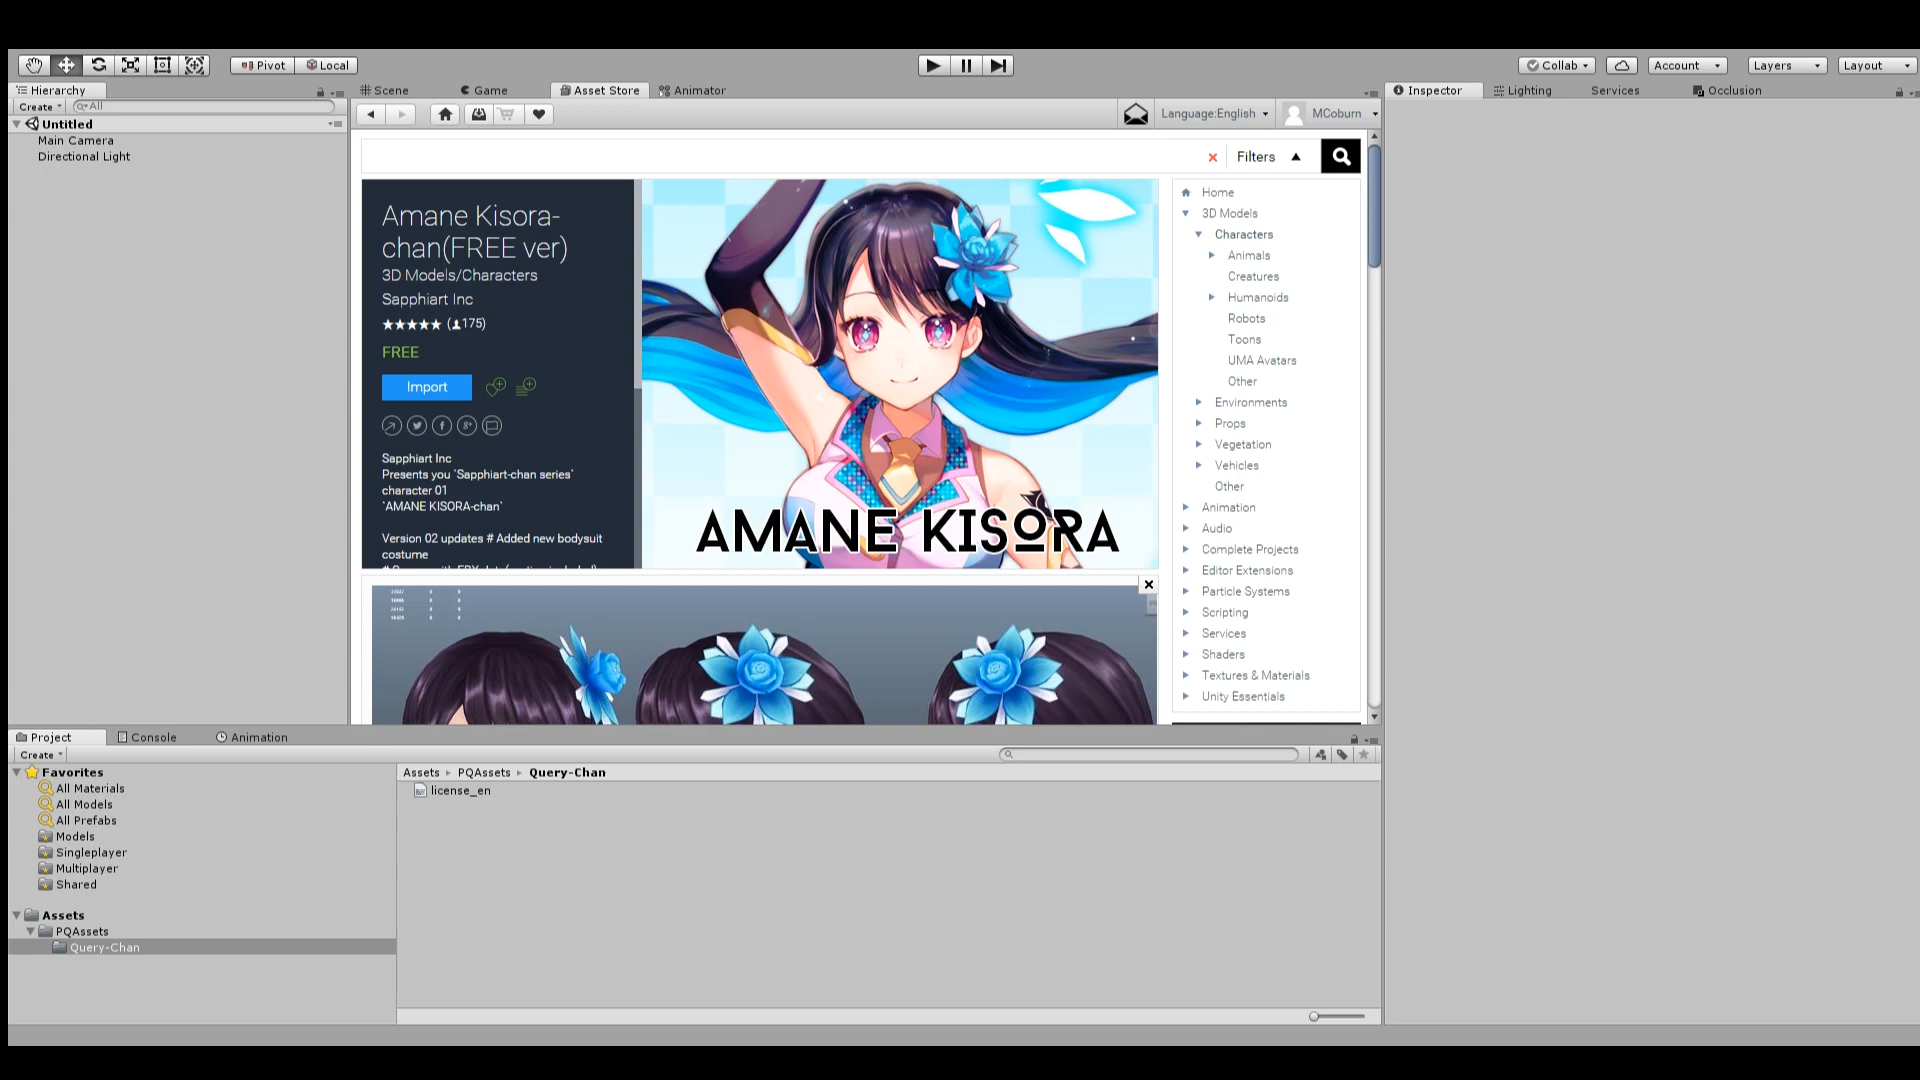 Pivot Local
Collab Account Layers Layout
Hierarchy
Create All
Untitled
Main Camera
Directional Light
Scene Game Asset Store Animator
Language:English MCoburn
Filters
Amane Kisora-
chan(FREE ver)
3D Models/Characters
Sapphiart Inc
★★★★★ (175)
FREE
Import
Sapphiart Inc
Presents you `Sapphiart-chan series`
character 01
`AMANE KISORA-chan`
Version 02 updates # Added new bodysuit
costume
AMANE KISORA
Home
3D Models
Characters
Animals
Creatures
Humanoids
Robots
Toons
UMA Avatars
Other
Environments
Props
Vegetation
Vehicles
Other
Animation
Audio
Complete Projects
Editor Extensions
Particle Systems
Scripting
Services
Shaders
Textures & Materials
Unity Essentials
Inspector Lighting Services Occlusion
Project Console Animation
Create
Favorites
All Materials
All Models
All Prefabs
Models
Singleplayer
Multiplayer
Shared
Assets
PQAssets
Query-Chan
Assets PQAssets Query-Chan
license_en